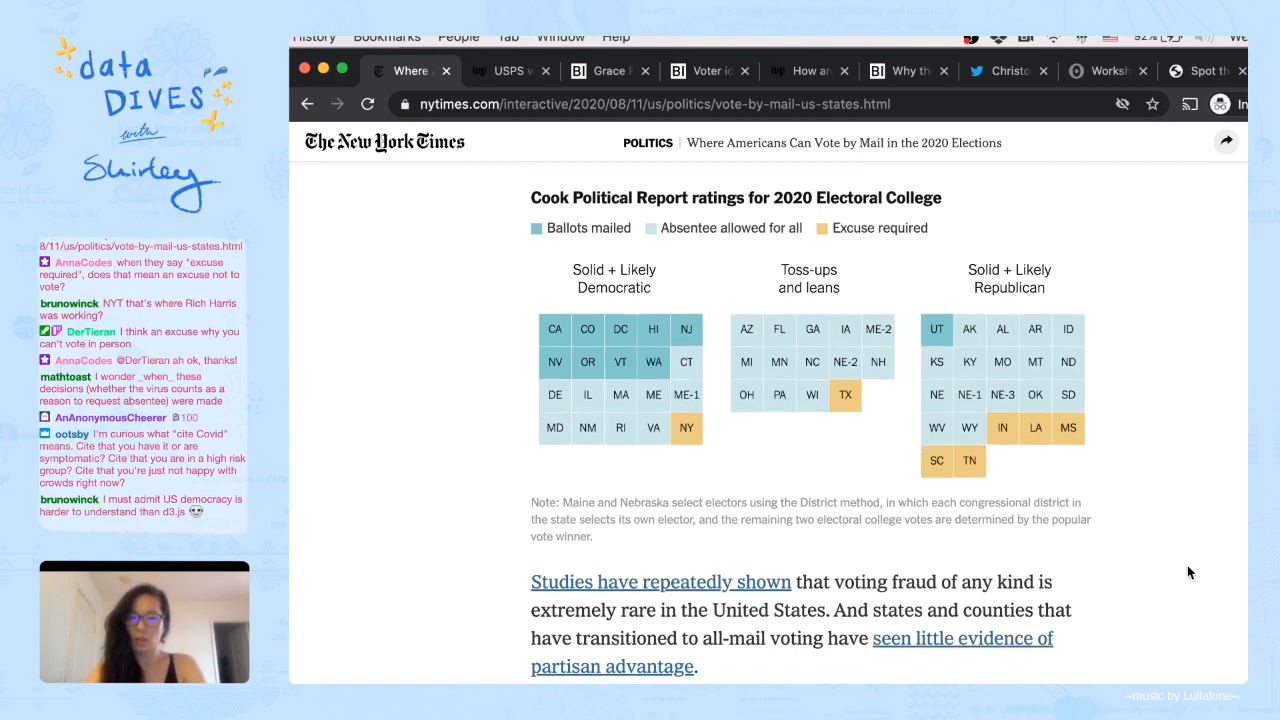 data
DIVES
with
Shirley
8/11/us/politics/vote-by-mail-us-states.html
AnnaCodes when they say "excuse
required", does that mean an excuse not to
vote?
brunowinck NYT that's where Rich Harris
was working?
DerTieran I think an excuse why you
can't vote in person
AnnaCodes @DerTieran ah ok, thanks!
mathtoast I wonder _when_ these
decisions (whether the virus counts as a
reason to request absentee) were made
AnAnonymousCheerer 100
ootsby I'm curious what "cite Covid"
means. Cite that you have it or are
symptomatic? Cite that you are in a high risk
group? Cite that you're just not happy with
crowds right now?
brunowinck I must admit US democracy is
harder to understand than d3.js
History Bookmarks People Tab Window Help 92% We
Where USPS w Grace Voter i How ar Why th Christo Worksh Spot th
nytimes.com/interactive/2020/08/11/us/politics/vote-by-mail-us-states.html In
The New York Times POLITICS | Where Americans Can Vote by Mail in the 2020 Elections
Cook Political Report ratings for 2020 Electoral College
Ballots mailed Absentee allowed for all Excuse required
Solid + Likely
Democratic
CA CO DC HI NJ
NV OR VT WA CT
DE IL MA ME ME-1
MD NM RI VA NY
Toss-ups
and leans
AZ FL GA IA ME-2
MI MN NC NE-2 NH
OH PA WI TX
Solid + Likely
Republican
UT AK AL AR ID
KS KY MO MT ND
NE NE-1 NE-3 OK SD
WV WY IN LA MS
SC TN
Note: Maine and Nebraska select electors using the District method, in which each congressional district in
the state selects its own elector, and the remaining two electoral college votes are determined by the popular
vote winner.
Studies have repeatedly shown that voting fraud of any kind is
extremely rare in the United States. And states and counties that
have transitioned to all-mail voting have seen little evidence of
partisan advantage.
~music by Lullatone~